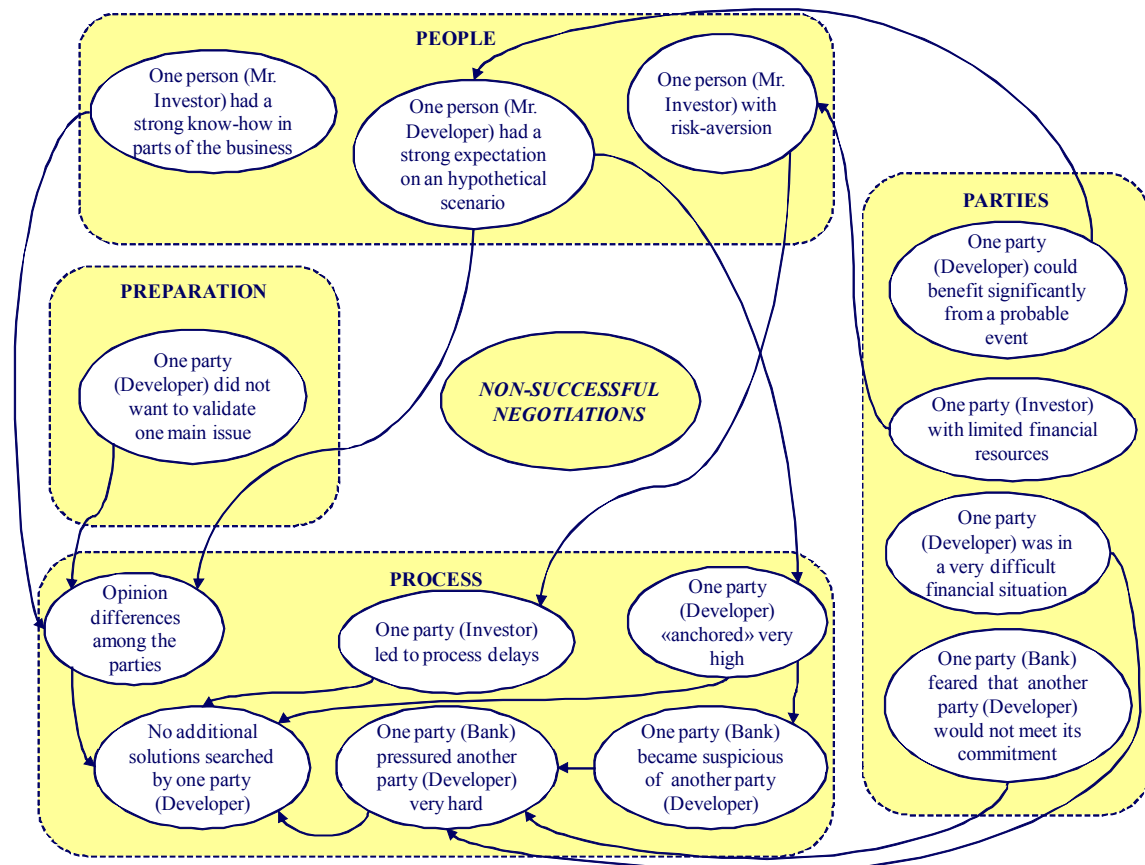 PEOPLE
One person (Mr.
Investor) had a
strong know-how in
parts of the business
One person (Mr.
Developer) had a
strong expectation
on an hypothetical
scenario
One person (Mr.
Investor) with
risk-aversion
PARTIES
One party
(Developer) could
benefit significantly
from a probable
event
One party (Investor)
with limited financial
resources
One party
(Developer) was in
a very difficult
financial situation
One party (Bank)
feared that another
party (Developer)
would not meet its
commitment
PREPARATION
One party
(Developer) did not
want to validate
one main issue
NON-SUCCESSFUL
NEGOTIATIONS
PROCESS
Opinion
differences
among the
parties
One party (Investor)
led to process delays
One party
(Developer)
«anchored» very
high
No additional
solutions searched
by one party
(Developer)
One party (Bank)
pressured another
party (Developer)
very hard
One party (Bank)
became suspicious
of another party
(Developer)